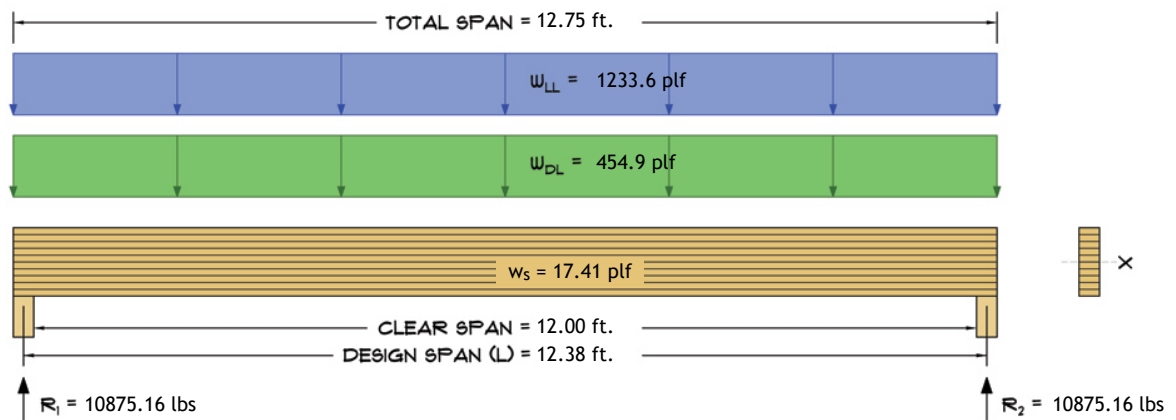 TOTAL SPAN = 12.75 ft.
WLL = 1233.6 plf
WDL = 454.9 plf
ws = 17.41 plf
X
CLEAR SPAN = 12.00 ft.
DESIGN SPAN (L) = 12.38 ft.
R1 = 10875.16 lbs
R2 = 10875.16 lbs